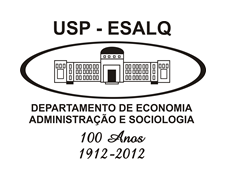 USP - ESALQ
DEPARTAMENTO DE ECONOMIA
ADMINISTRAÇÃO E SOCIOLOGIA
100 Anos
1912-2012